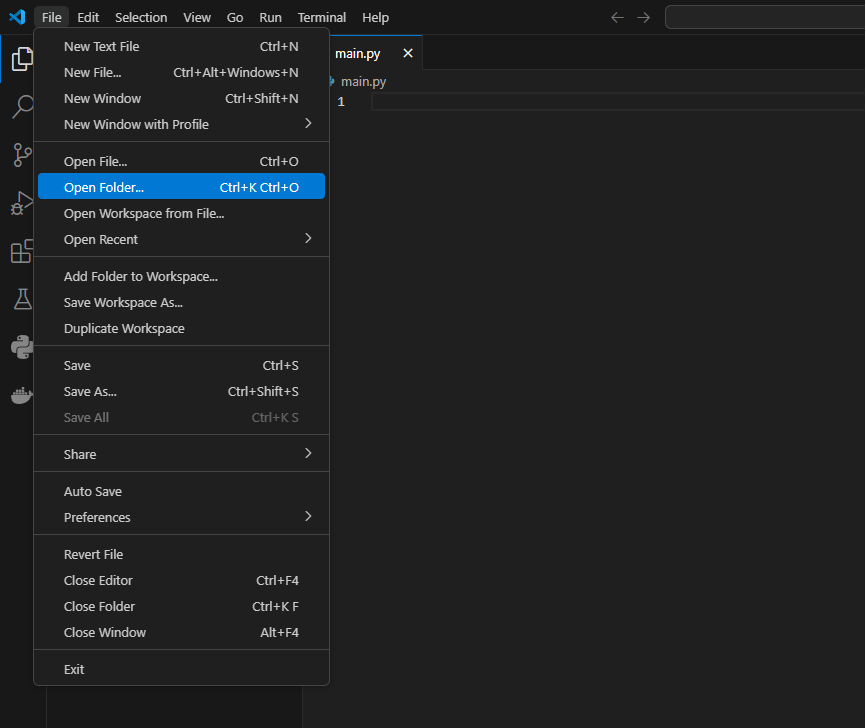 File Edit Selection View Go Run Terminal Help
New Text File Ctrl+N
New File... Ctrl+Alt+Windows+N
New Window Ctrl+Shift+N
New Window with Profile
Open File... Ctrl+O
Open Folder... Ctrl+K Ctrl+O
Open Workspace from File...
Open Recent
Add Folder to Workspace...
Save Workspace As...
Duplicate Workspace
Save Ctrl+S
Save As... Ctrl+Shift+S
Save All Ctrl+K S
Share
Auto Save
Preferences
Revert File
Close Editor Ctrl+F4
Close Folder Ctrl+K F
Close Window Alt+F4
Exit
main.py
main.py
1